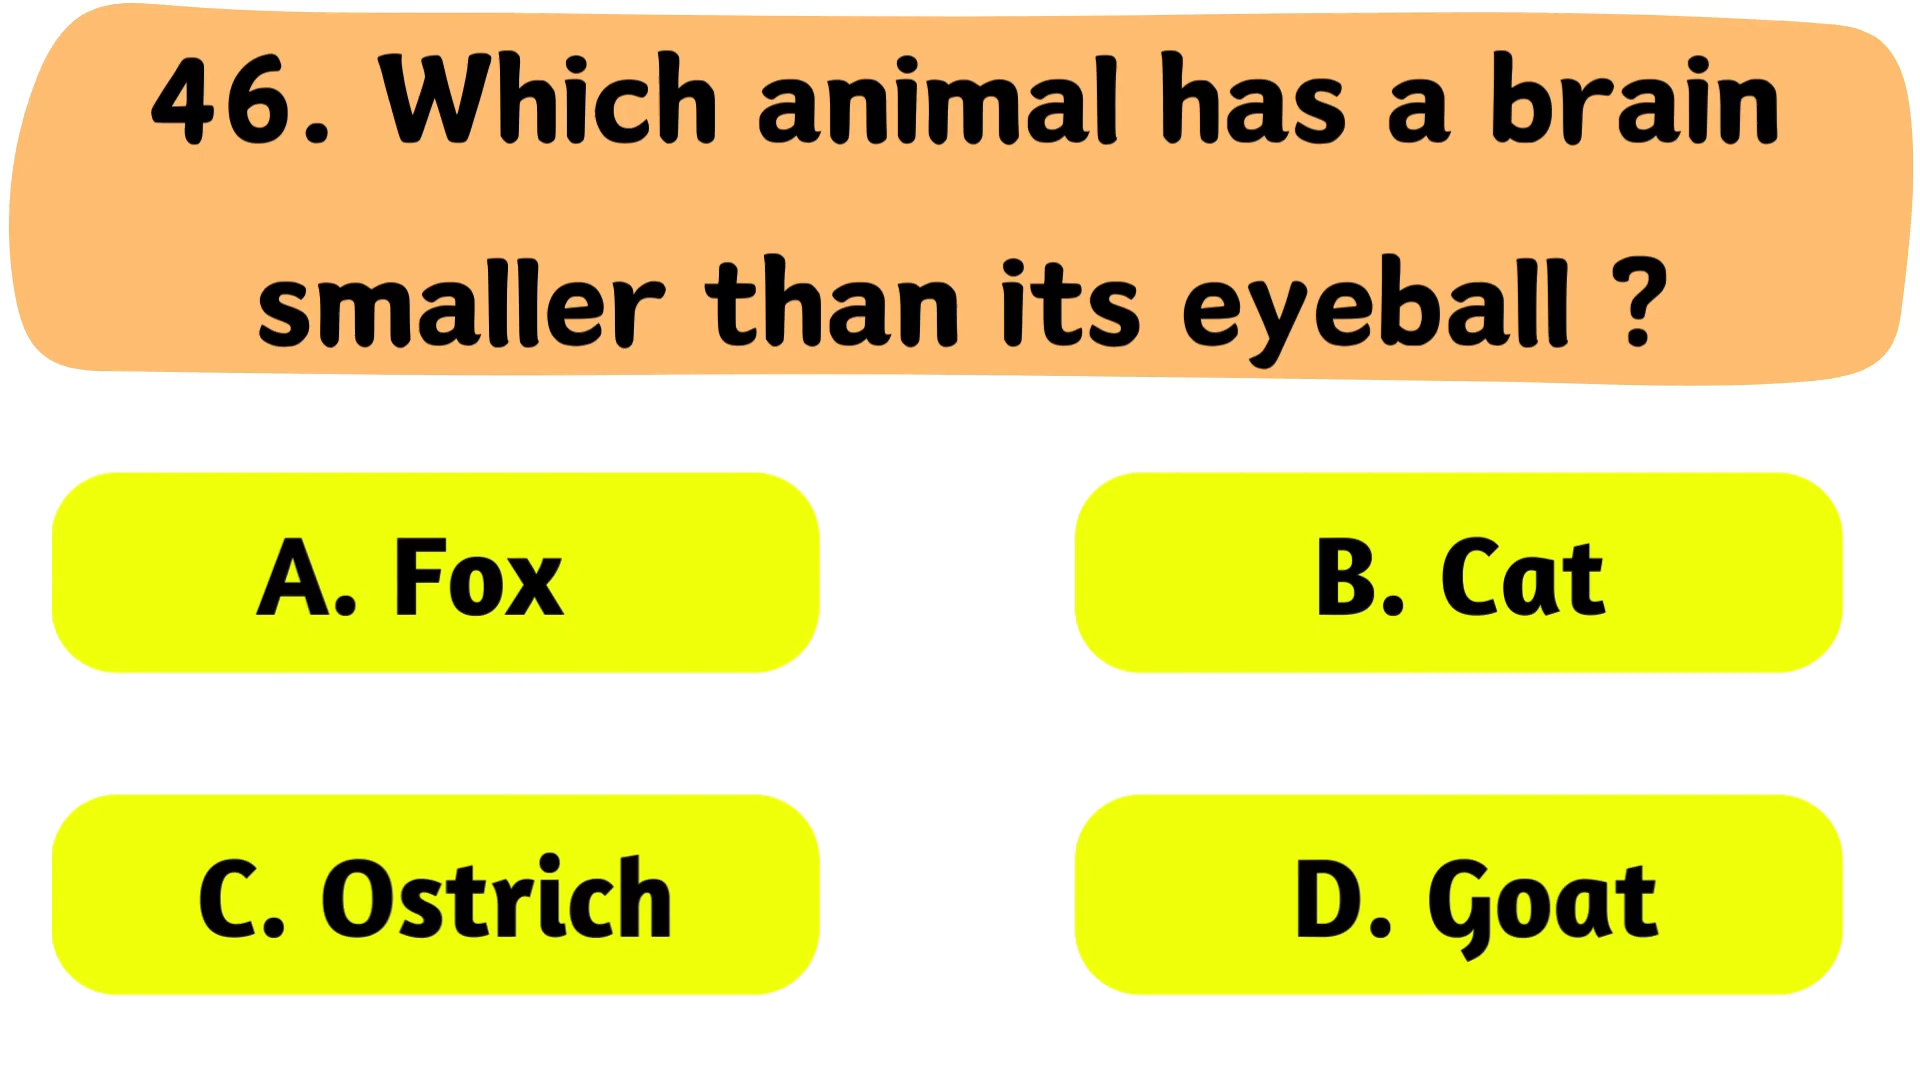 46. Which animal has a brain
smaller than its eyeball ?
A. Fox
B. Cat
C. Ostrich
D. Goat